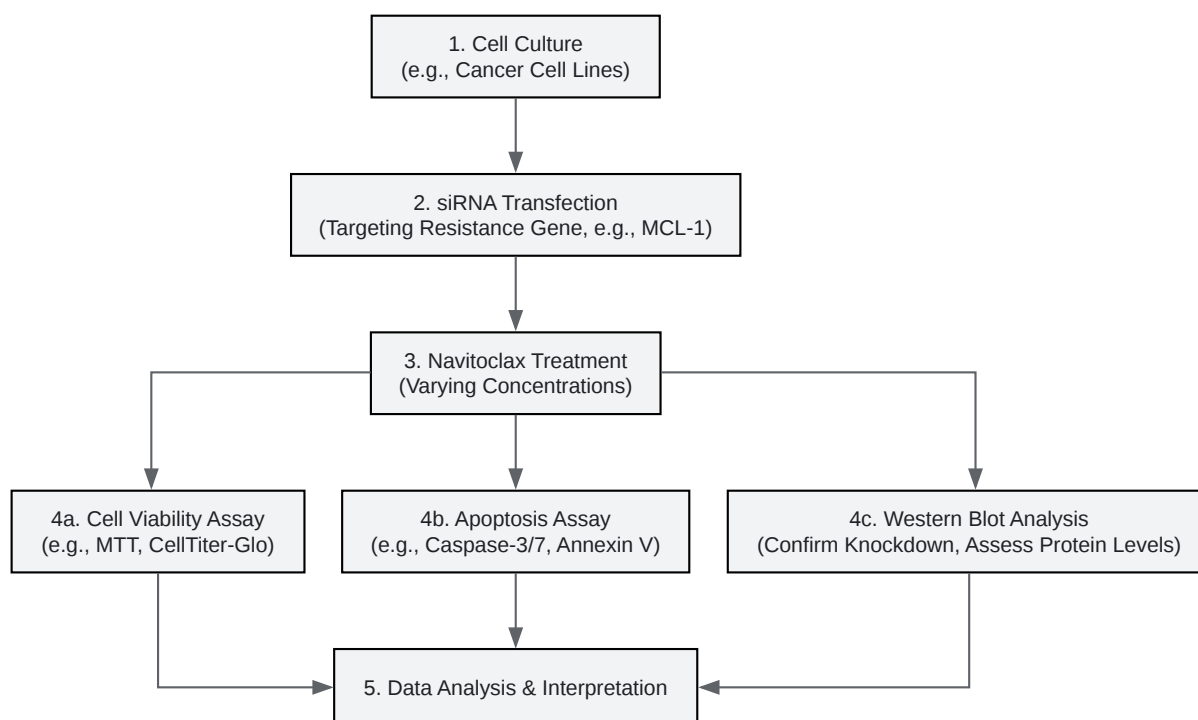 1. Cell Culture
(e.g., Cancer Cell Lines)
2. siRNA Transfection
(Targeting Resistance Gene, e.g., MCL-1)
3. Navitoclax Treatment
(Varying Concentrations)
4a. Cell Viability Assay
(e.g., MTT, CellTiter-Glo)
4b. Apoptosis Assay
(e.g., Caspase-3/7, Annexin V)
4c. Western Blot Analysis
(Confirm Knockdown, Assess Protein Levels)
5. Data Analysis & Interpretation